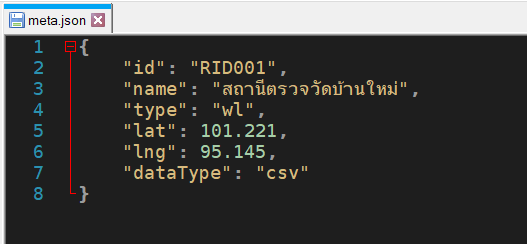 meta.json
1 {
2 "id": "RID001",
3 "name": "สถานีตรวจวัดบ้านใหม่",
4 "type": "wl",
5 "lat": 101.221,
6 "lng": 95.145,
7 "dataType": "csv"
8 }